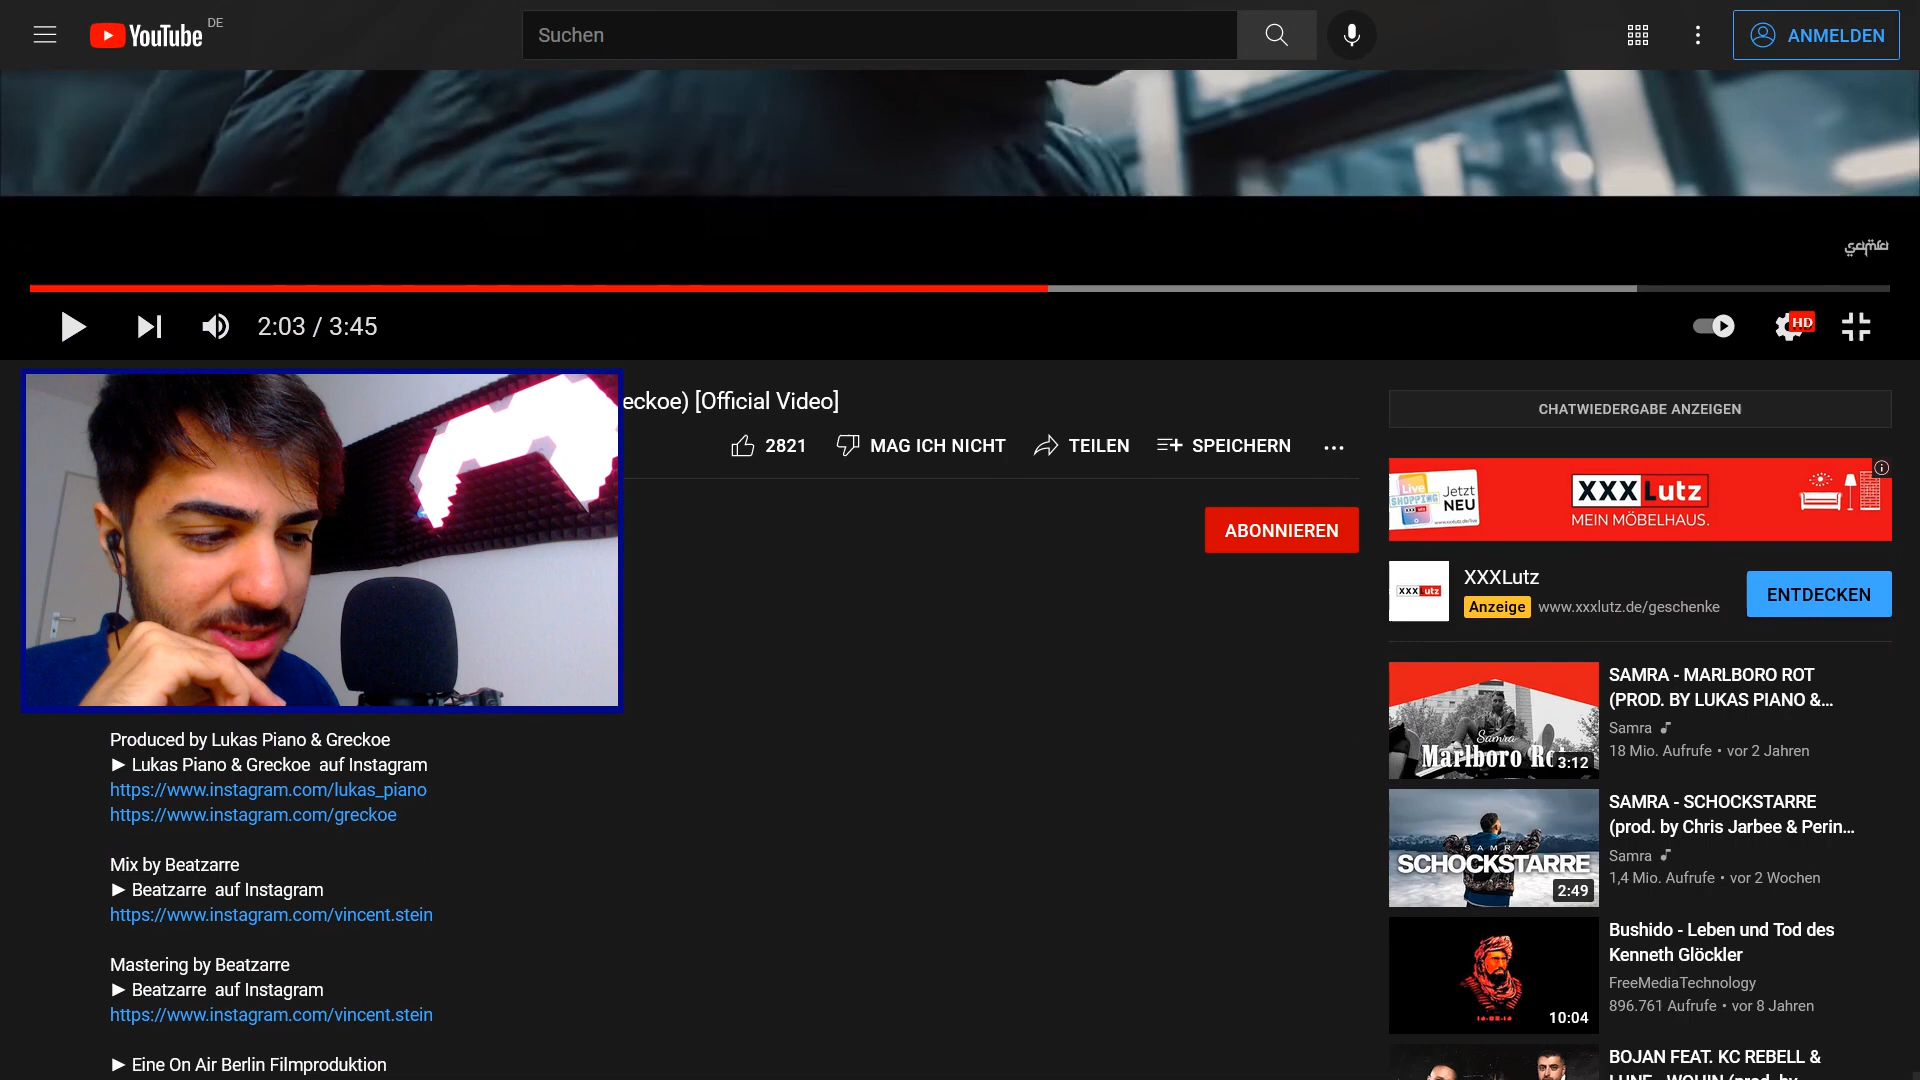 YouTube DE
Suchen
ANMELDEN
samra
2:03 / 3:45
HD
eckoe) [Official Video]
2821
MAG ICH NICHT
TEILEN
SPEICHERN
ABONNIEREN
Produced by Lukas Piano & Greckoe
► Lukas Piano & Greckoe auf Instagram
https://www.instagram.com/lukas_piano
https://www.instagram.com/greckoe
Mix by Beatzarre
► Beatzarre auf Instagram
https://www.instagram.com/vincent.stein
Mastering by Beatzarre
► Beatzarre auf Instagram
https://www.instagram.com/vincent.stein
► Eine On Air Berlin Filmproduktion
CHATWIEDERGABE ANZEIGEN
Live
SHOPPING
Jetzt
NEU
XXXLutz
MEIN MÖBELHAUS.
XXXLutz
XXXLutz
Anzeige www.xxxlutz.de/geschenke
ENTDECKEN
Samra
Marlboro Ro
3:12
SAMRA - MARLBORO ROT
(PROD. BY LUKAS PIANO &...
Samra
18 Mio. Aufrufe • vor 2 Jahren
SAMRA
SCHOCKSTARRE
2:49
SAMRA - SCHOCKSTARRE
(prod. by Chris Jarbee & Perin...
Samra
1,4 Mio. Aufrufe • vor 2 Wochen
10:04
Bushido - Leben und Tod des
Kenneth Glöckler
FreeMediaTechnology
896.761 Aufrufe • vor 8 Jahren
BOJAN FEAT. KC REBELL &